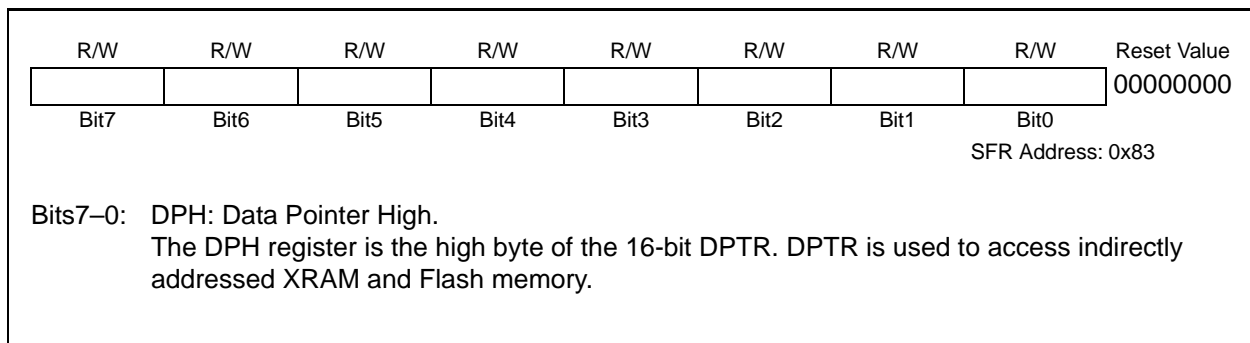 R/W R/W R/W R/W R/W R/W R/W R/W Reset Value
00000000
Bit7 Bit6 Bit5 Bit4 Bit3 Bit2 Bit1 Bit0
SFR Address: 0x83
Bits7–0: DPH: Data Pointer High.
The DPH register is the high byte of the 16-bit DPTR. DPTR is used to access indirectly
addressed XRAM and Flash memory.